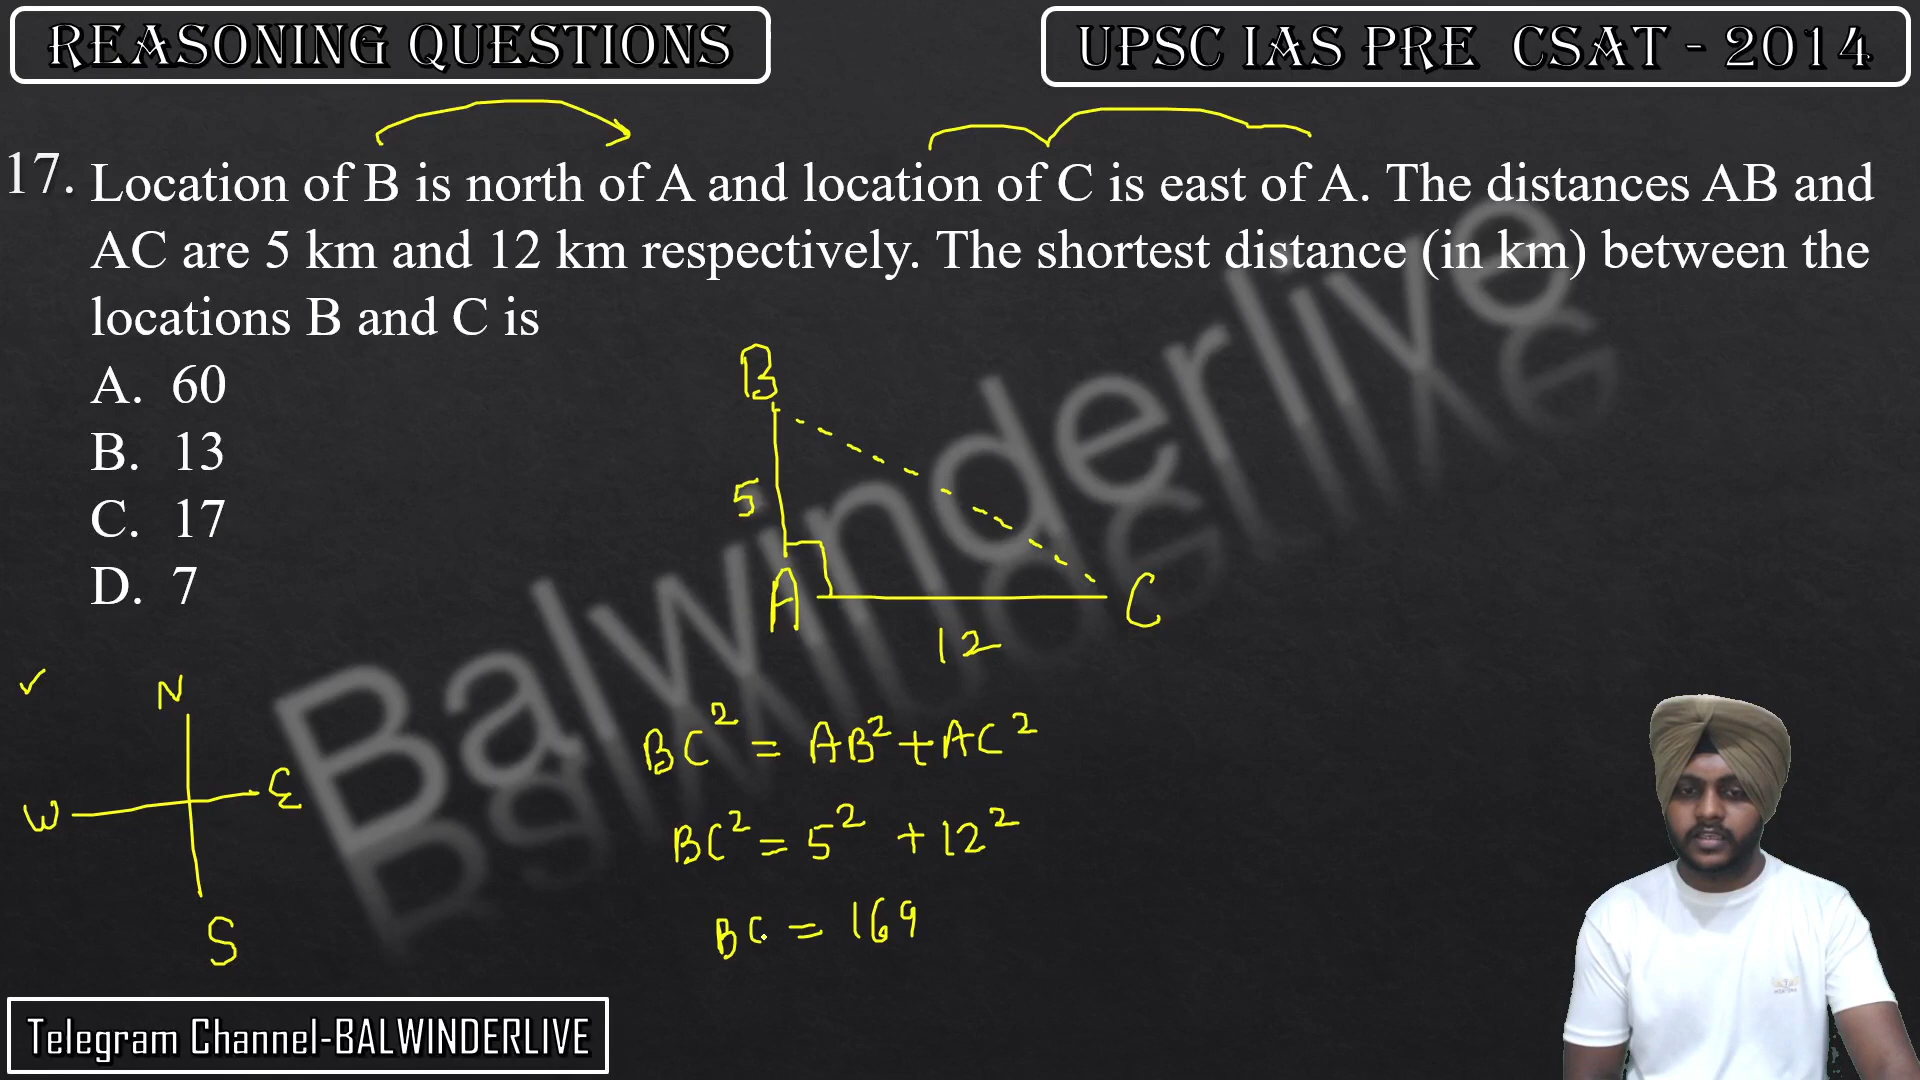 REASONING QUESTIONS
UPSC IAS PRE CSAT - 2014
17. Location of B is north of A and location of C is east of A. The distances AB and
AC are 5 km and 12 km respectively. The shortest distance (in km) between the
locations B and C is
A. 60
B. 13
C. 17
D. 7
B
5
A
C
12
N
W
E
S
BC² = AB² + AC²
BC² = 5² + 12²
BC = 169
Balwinderlive
Telegram Channel-BALWINDERLIVE